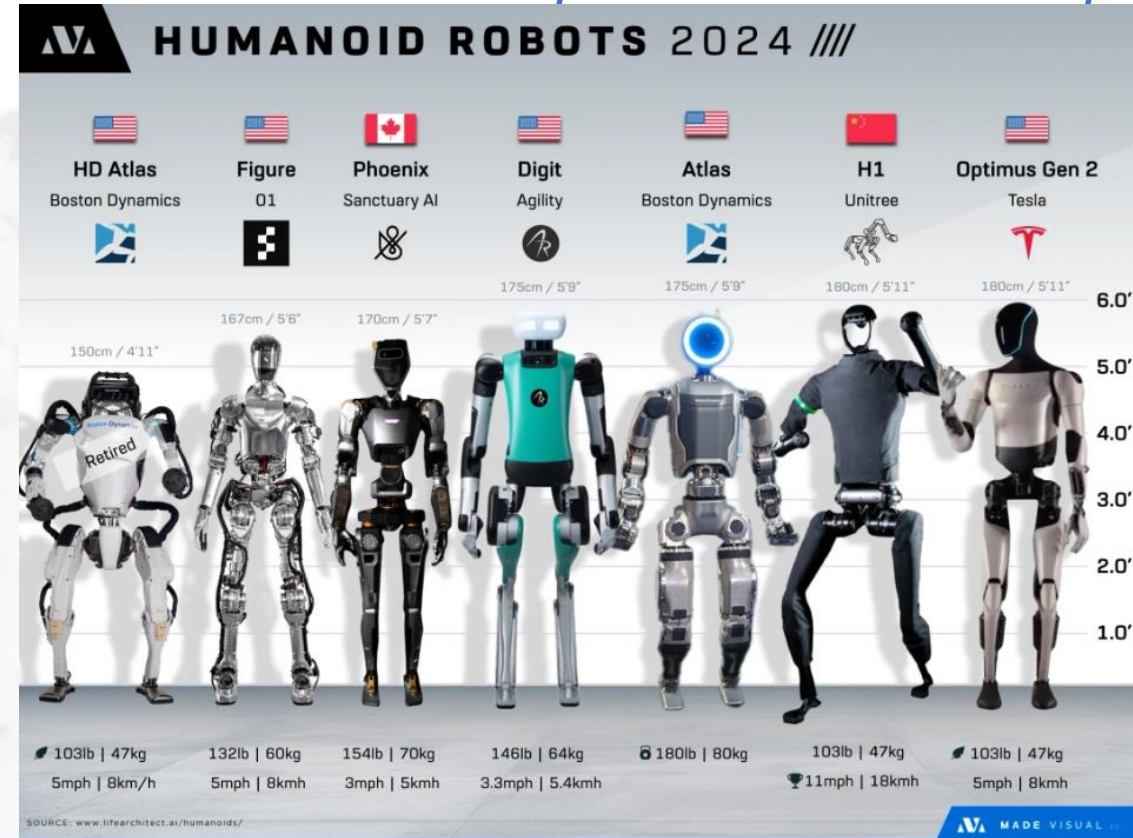 HUMANOID ROBOTS 2024 ////
HD Atlas
Boston Dynamics
150cm / 4'11"
Figure
01
167cm / 5'6"
Phoenix
Sanctuary AI
170cm / 5'7"
Digit
Agility
175cm / 5'9"
Atlas
Boston Dynamics
175cm / 5'9"
H1
Unitree
180cm / 5'11"
Optimus Gen 2
Tesla
180cm / 5'11"
6.0'
5.0'
4.0'
3.0'
2.0'
1.0'
Boston Dynamics
Retired
103lb | 47kg
5mph | 8km/h
132lb | 60kg
5mph | 8kmh
154lb | 70kg
3mph | 5kmh
146lb | 64kg
3.3mph | 5.4kmh
180lb | 80kg
103lb | 47kg
11mph | 18kmh
103lb | 47kg
5mph | 8kmh
SOURCE: www.lifearchitect.ai/humanoids/
MADE VISUAL